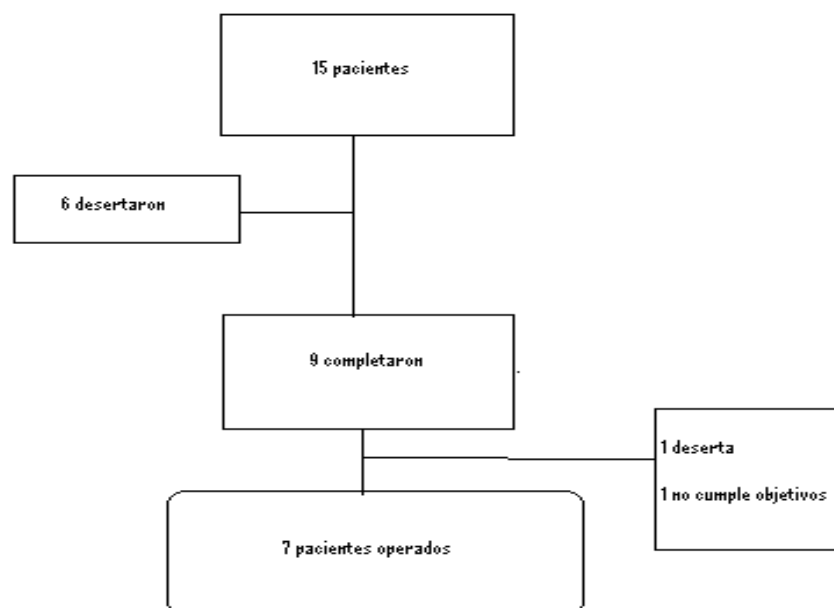 15 pacientes
6 desertaron
9 completaron
1 deserta
1 no cumple objetivos
7 pacientes operados